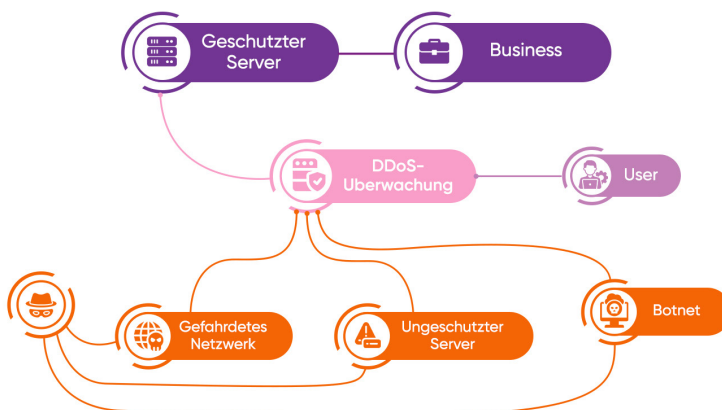 Geschutzter
Server
Business
DDoS-
Uberwachung
User
Gefahrdetes
Netzwerk
Ungeschutzter
Server
Botnet